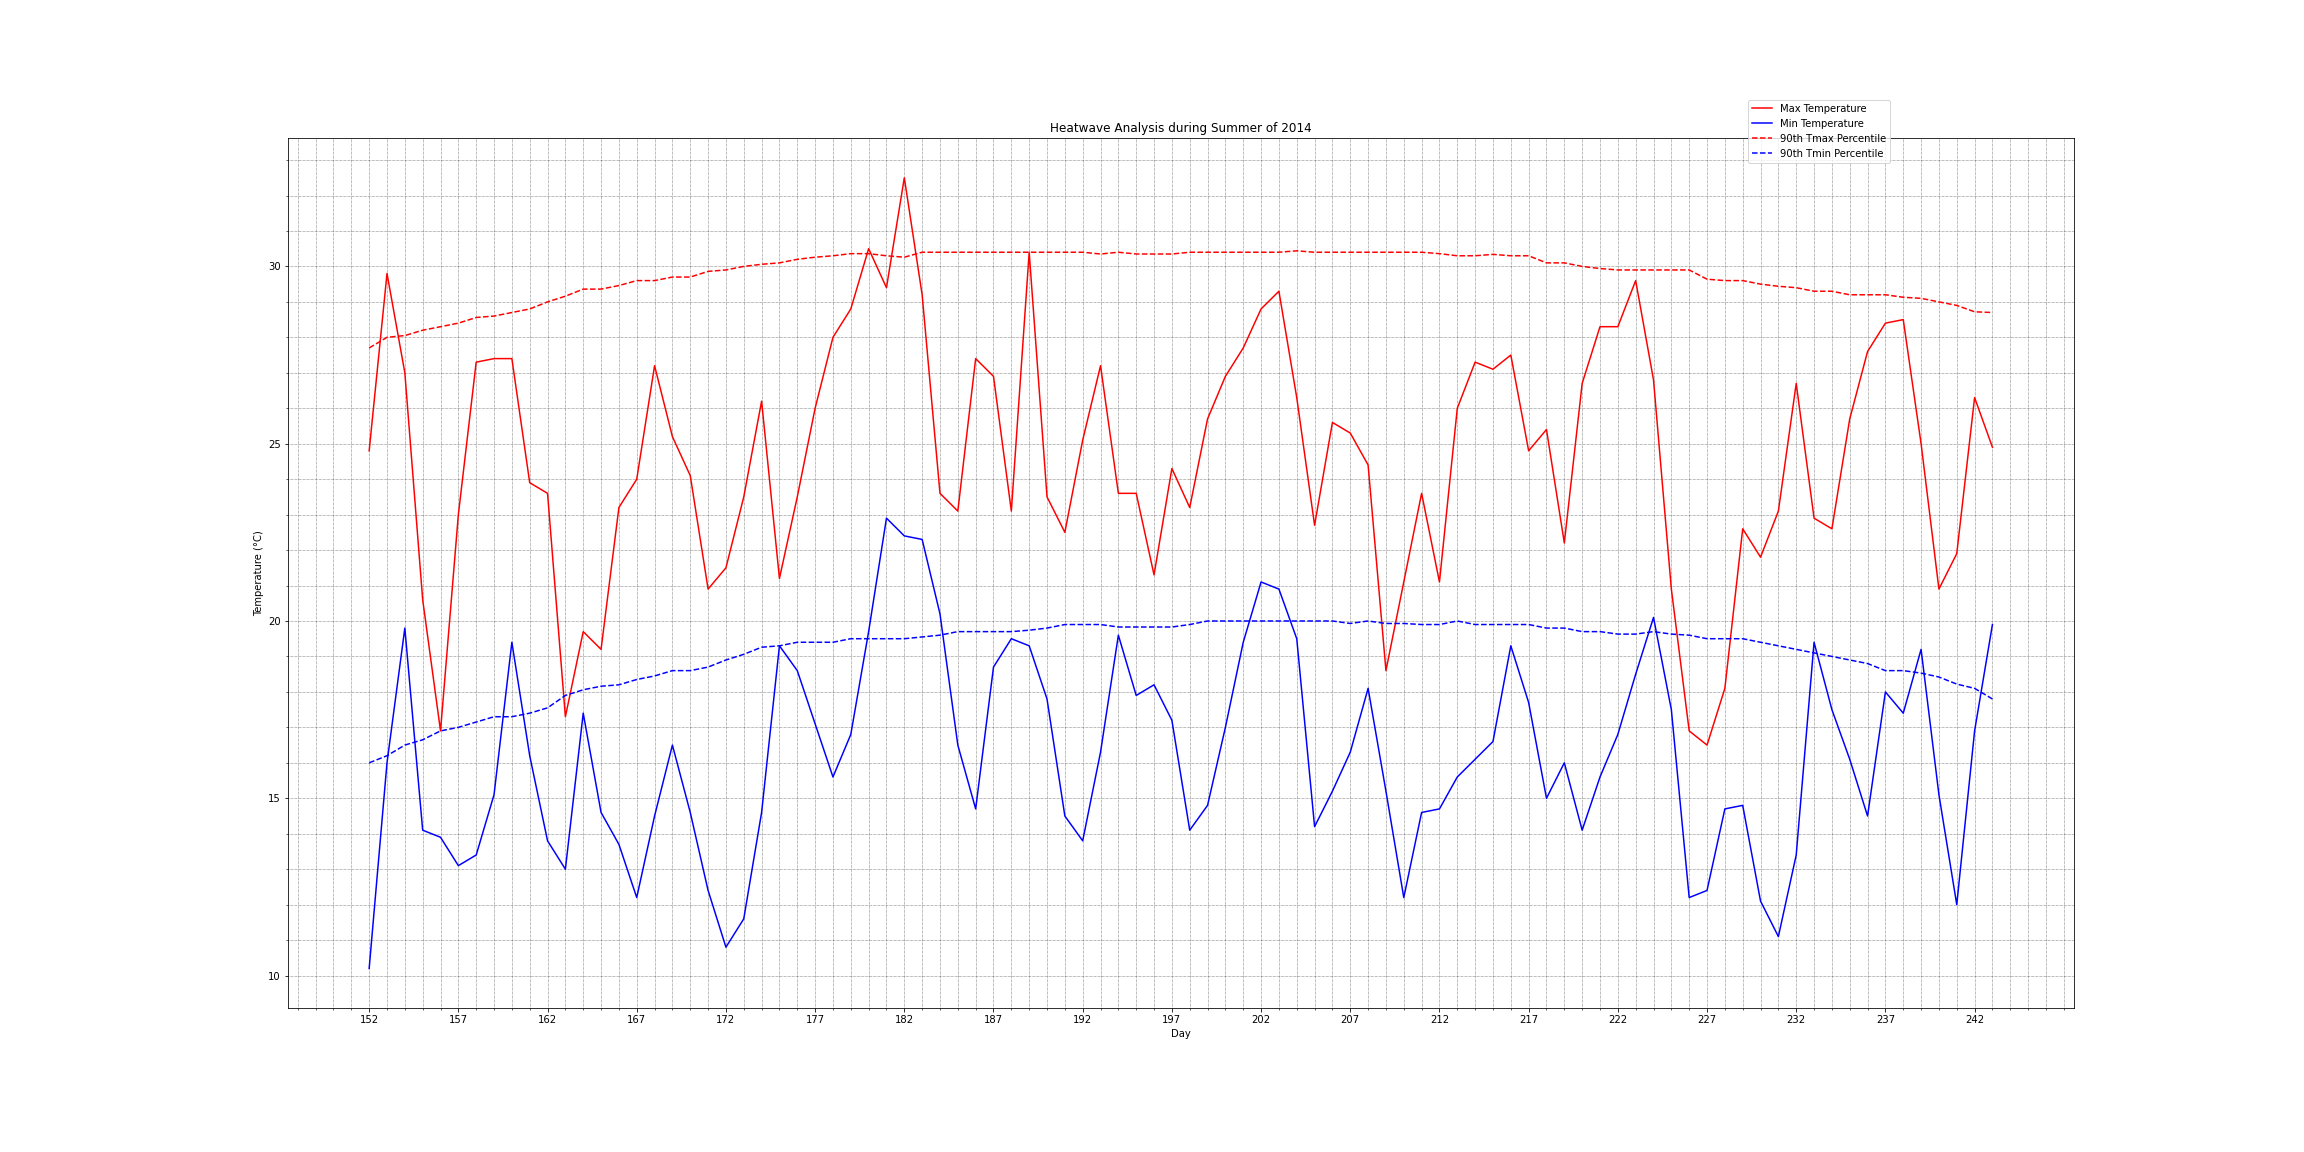 Max Temperature
Min Temperature
90th Tmax Percentile
90th Tmin Percentile
Heatwave Analysis during Summer of 2014
Temperature (°C)
30
25
20
15
10
152 157 162 167 172 177 182 187 192 197 202 207 212 217 222 227 232 237 242
Day